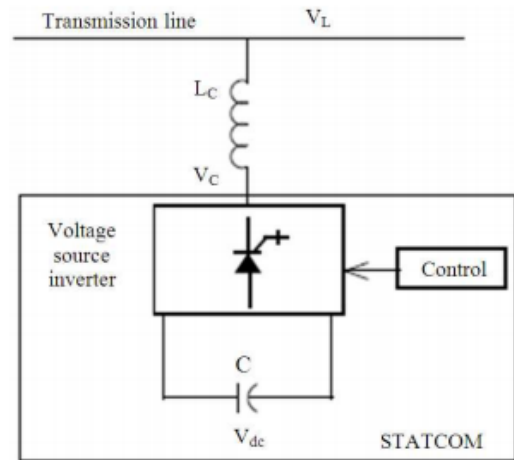 Transmission line
V_L
L_C
V_C
Voltage
source
inverter
Control
C
V_dc
STATCOM